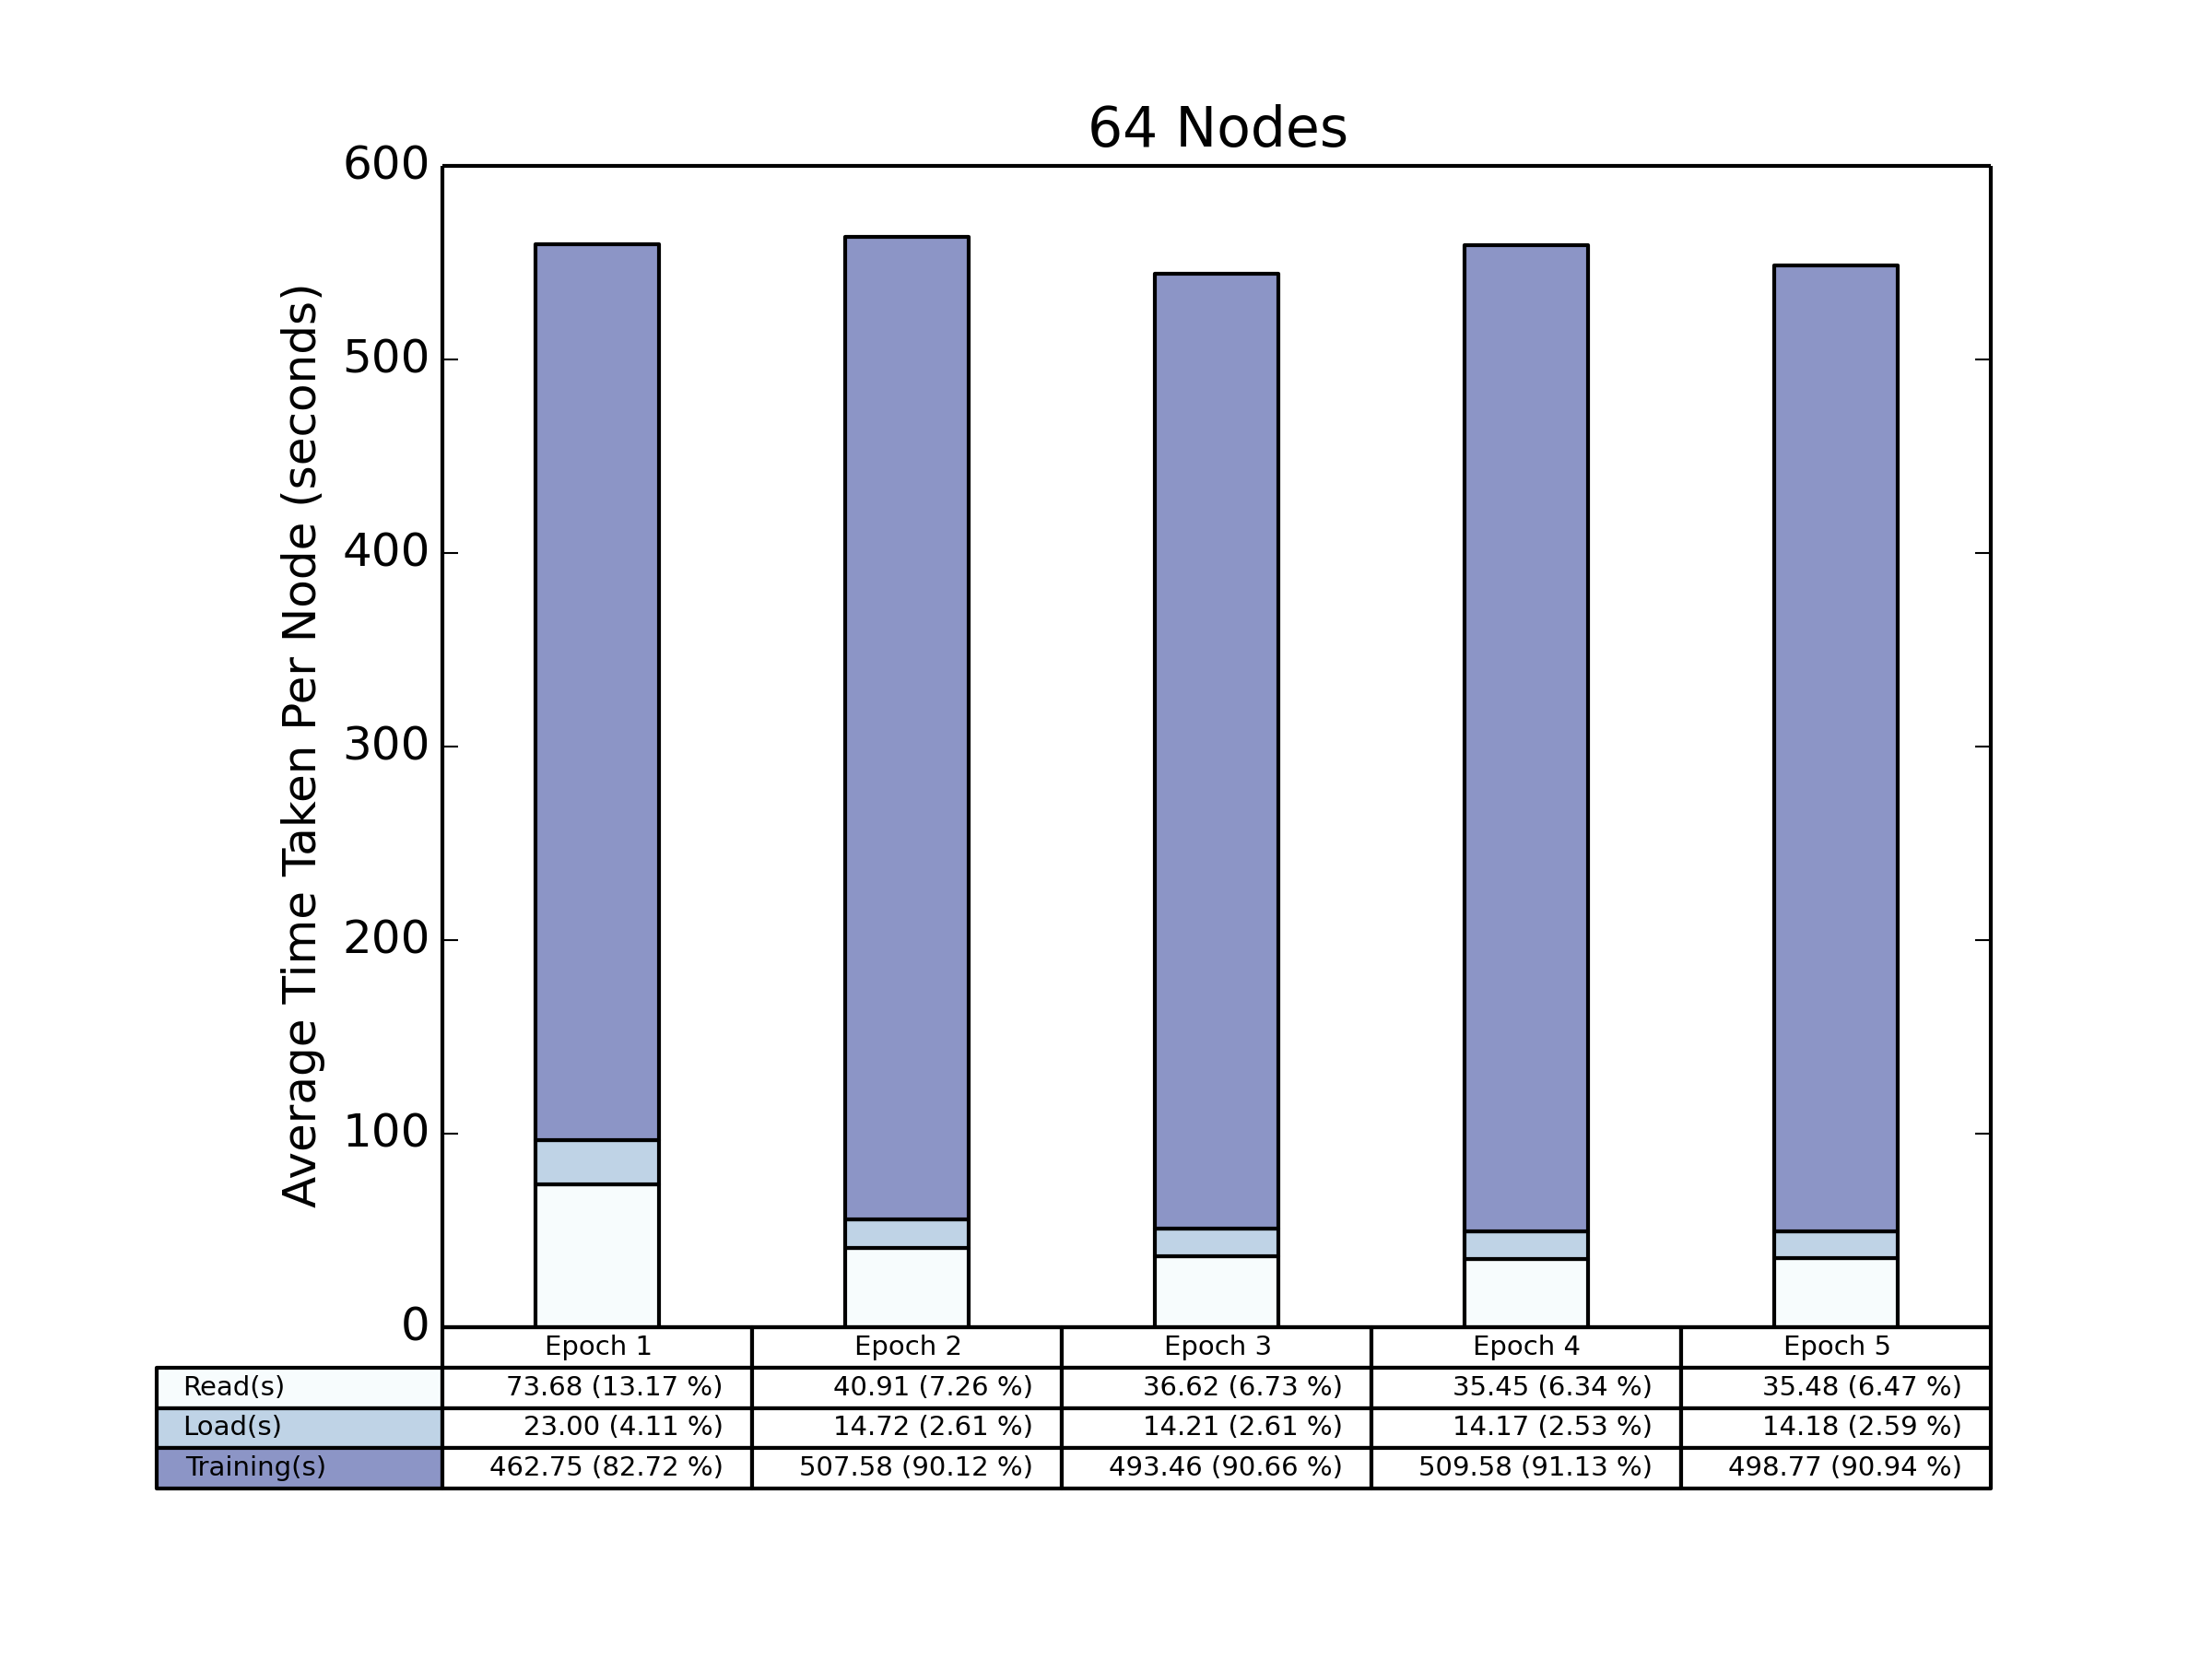 64 Nodes
Average Time Taken Per Node (seconds)
600
500
400
300
200
100
0
Epoch 1 Epoch 2 Epoch 3 Epoch 4 Epoch 5
Read(s) 73.68 (13.17 %) 40.91 (7.26 %) 36.62 (6.73 %) 35.45 (6.34 %) 35.48 (6.47 %)
Load(s) 23.00 (4.11 %) 14.72 (2.61 %) 14.21 (2.61 %) 14.17 (2.53 %) 14.18 (2.59 %)
Training(s) 462.75 (82.72 %) 507.58 (90.12 %) 493.46 (90.66 %) 509.58 (91.13 %) 498.77 (90.94 %)